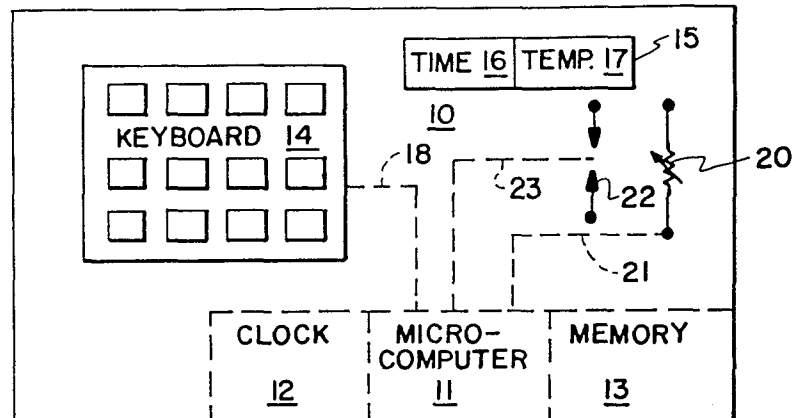 TIME 16 TEMP. 17 15
KEYBOARD 14
10
18
23
22
20
21
CLOCK 12
MICRO-
COMPUTER
11
MEMORY
13